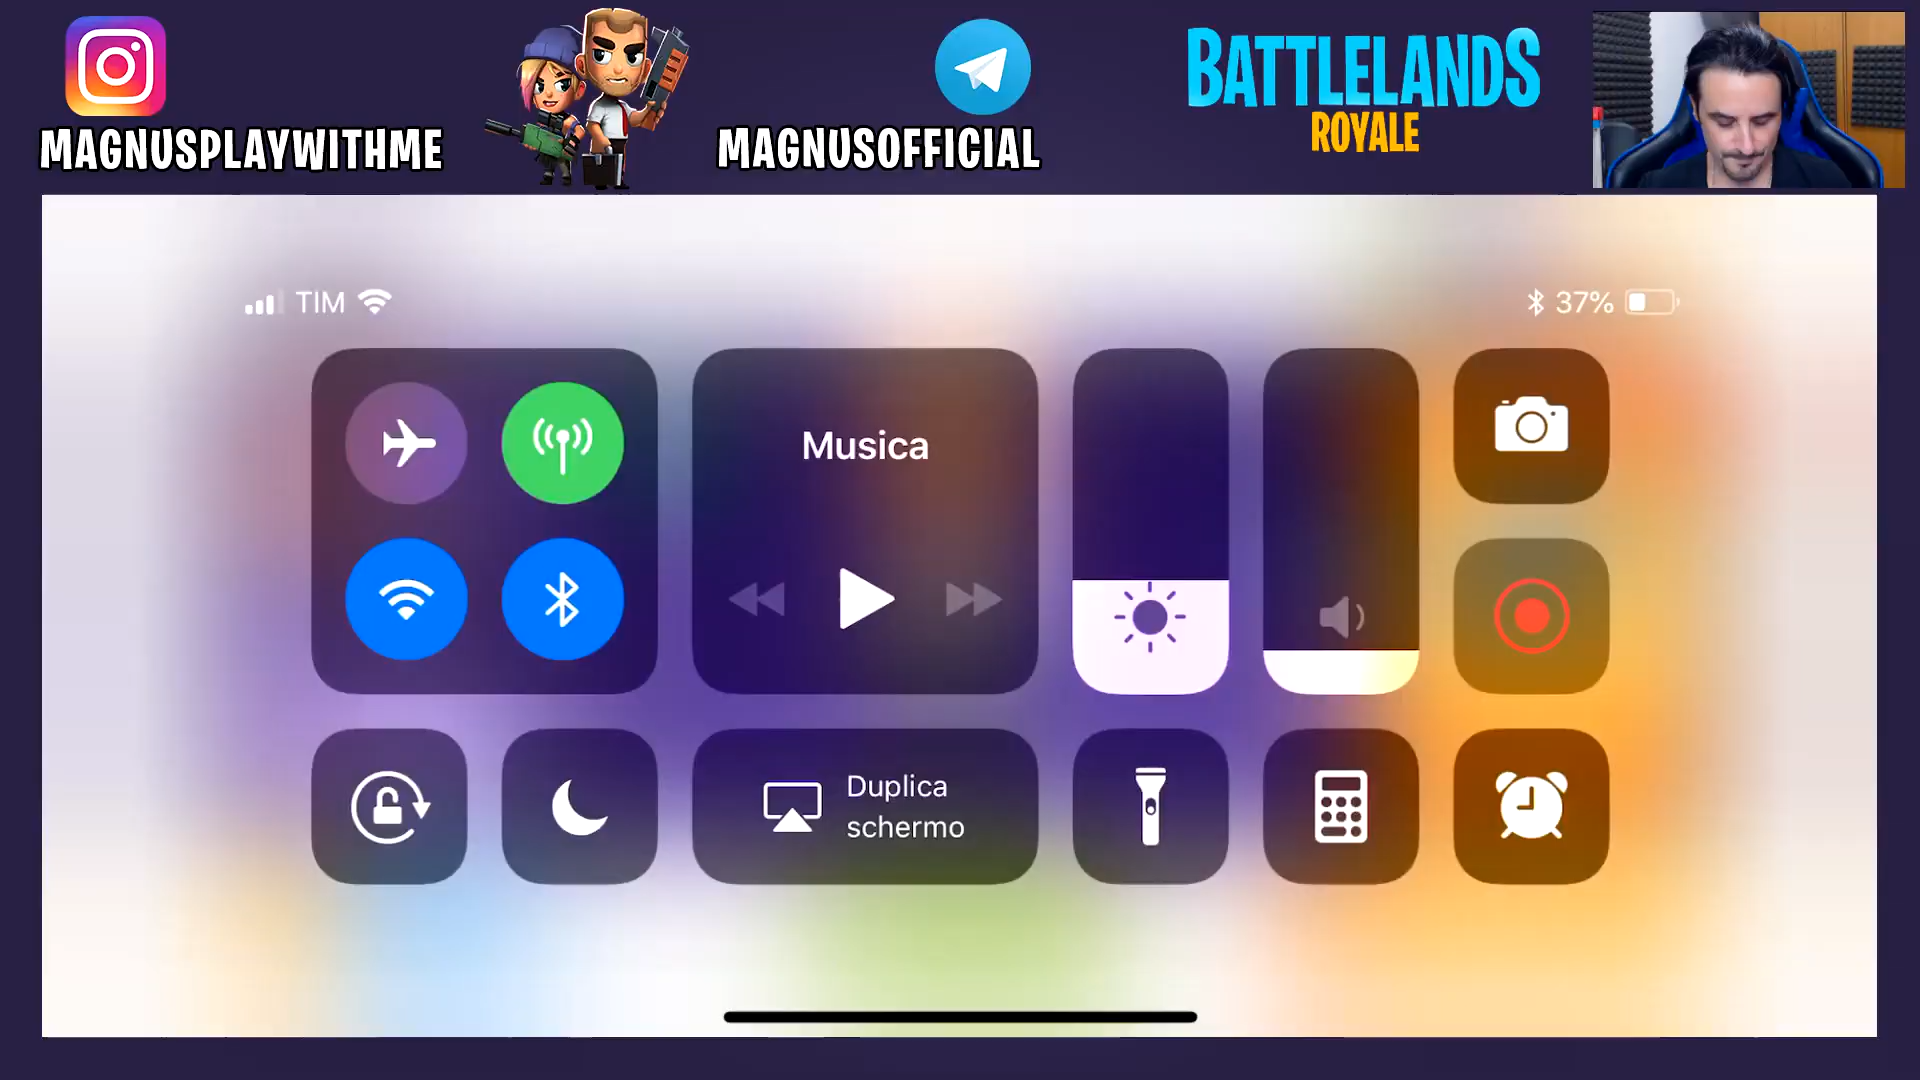 MAGNUSPLAYWITHME
MAGNUSOFFICIAL
BATTLELANDS
ROYALE
TIM
37%
Musica
Duplica
schermo